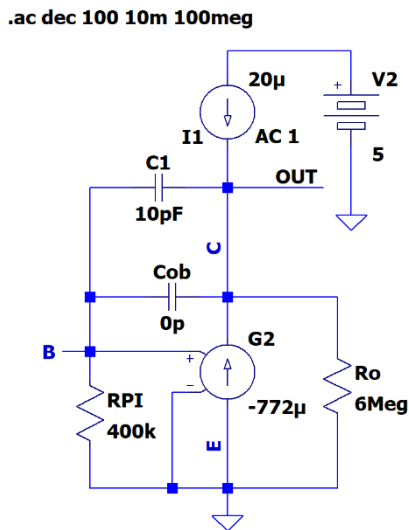 .ac dec 100 10m 100meg
20µ
V2
+
I1
AC 1
5
C1
OUT
10pF
C
Cob
0p
G2
B
+
−
RPI
Ro
-772µ
400k
6Meg
E